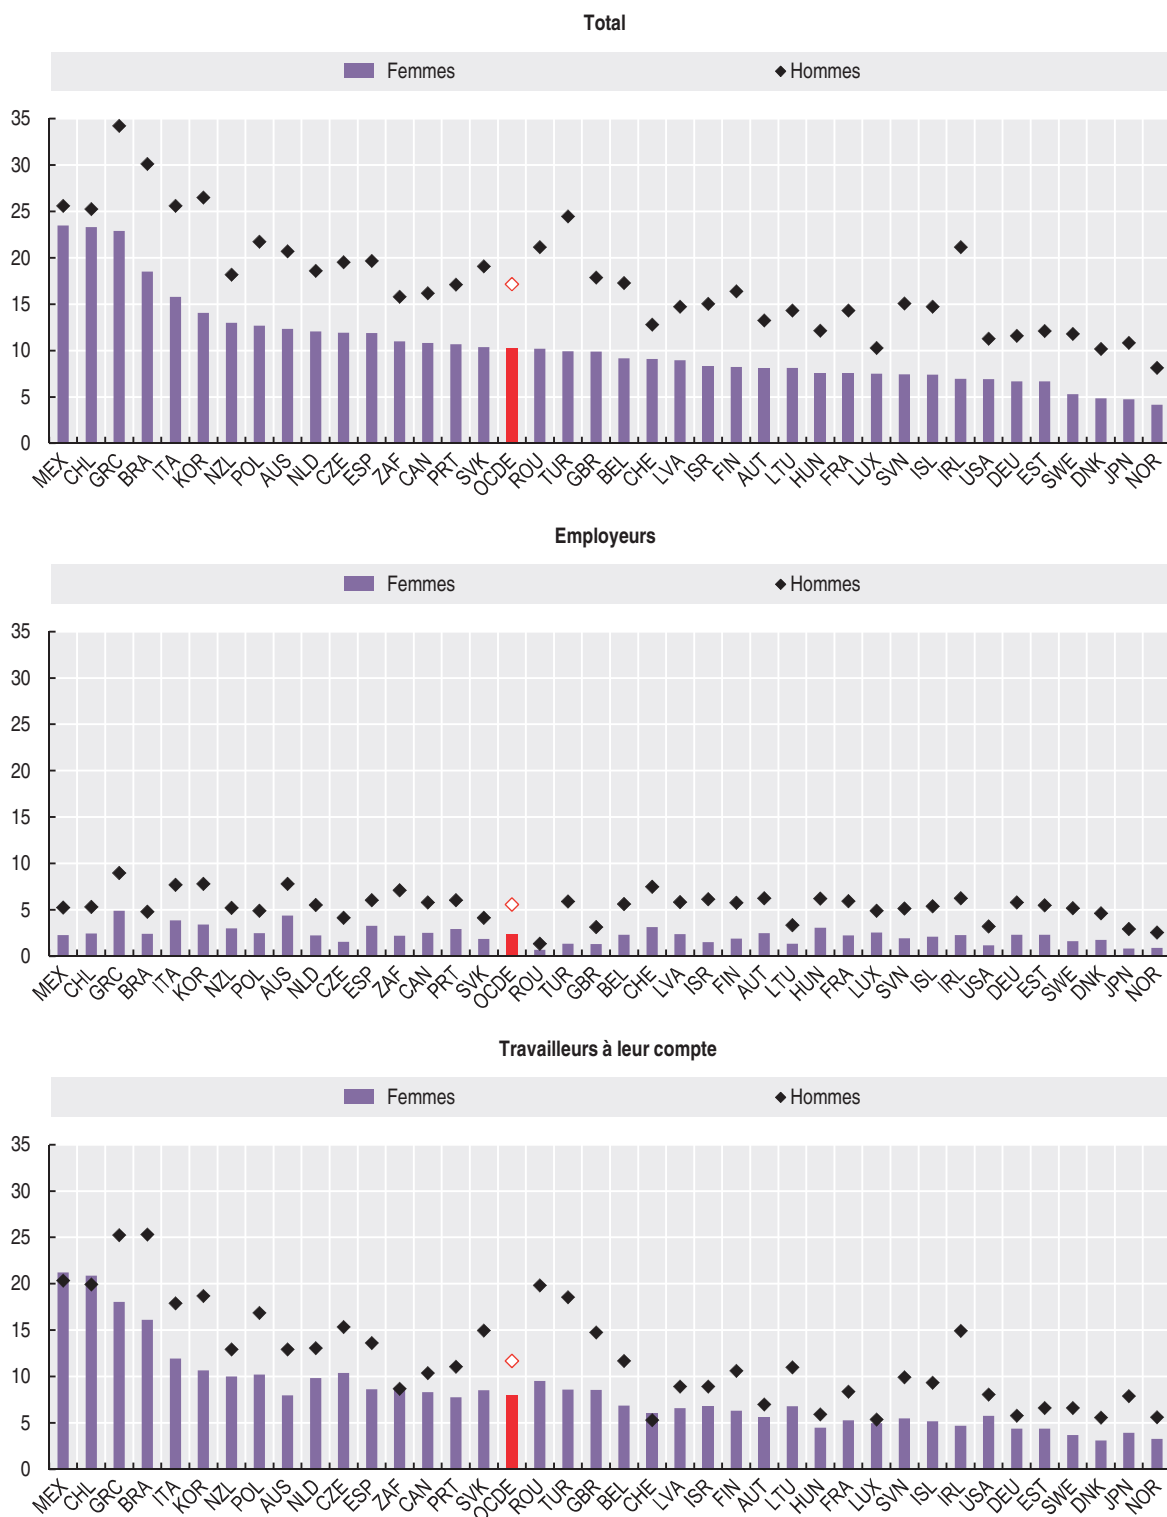 Total
Femmes Hommes
35
30
25
20
15
10
5
0
MEX CHL GRC BRA ITA KOR NZL POL AUS NLD CZE ESP ZAF CAN PRT SVK OCDE ROU TUR GBR BEL CHE LVA ISR FIN AUT LTU HUN FRA LUX SVN ISL IRL USA DEU EST SWE DNK JPN NOR
Employeurs
Femmes Hommes
35
30
25
20
15
10
5
0
MEX CHL GRC BRA ITA KOR NZL POL AUS NLD CZE ESP ZAF CAN PRT SVK OCDE ROU TUR GBR BEL CHE LVA ISR FIN AUT LTU HUN FRA LUX SVN ISL IRL USA DEU EST SWE DNK JPN NOR
Travailleurs à leur compte
Femmes Hommes
35
30
25
20
15
10
5
0
MEX CHL GRC BRA ITA KOR NZL POL AUS NLD CZE ESP ZAF CAN PRT SVK OCDE ROU TUR GBR BEL CHE LVA ISR FIN AUT LTU HUN FRA LUX SVN ISL IRL USA DEU EST SWE DNK JPN NOR